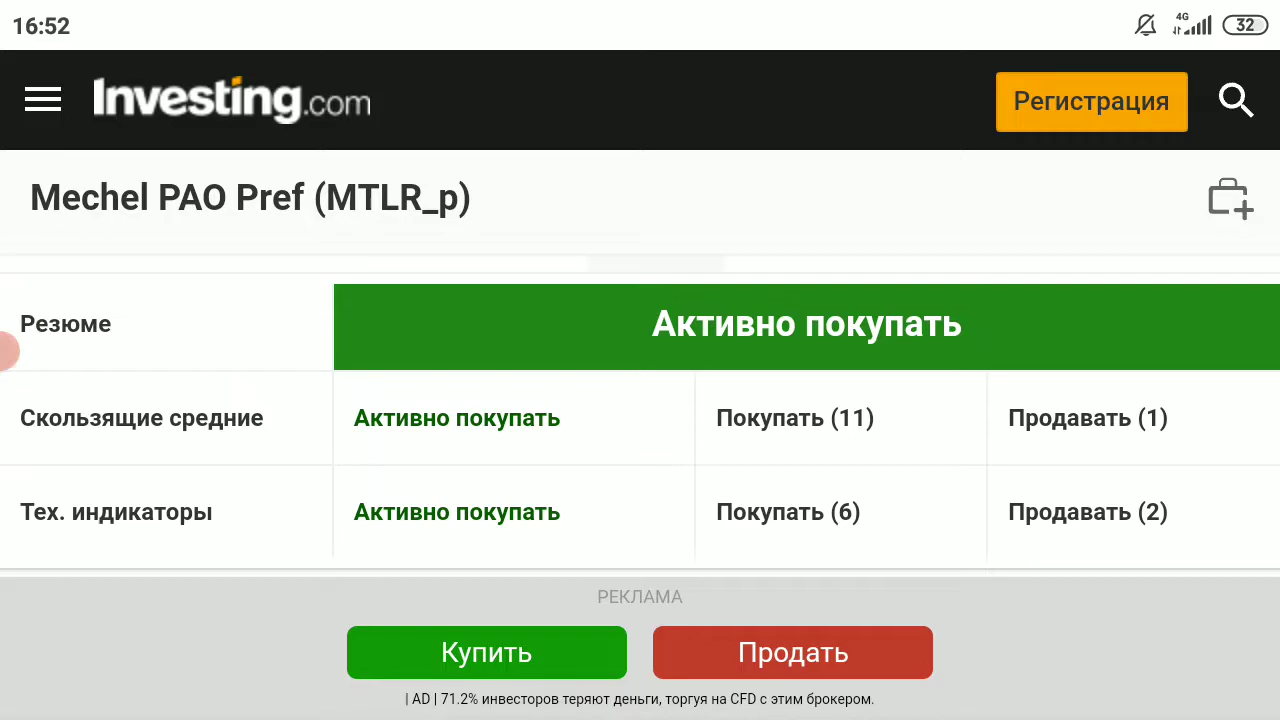 16:52
4G
32
Investing.com
Регистрация
Mechel PAO Pref (MTLR_p)
Резюме
Активно покупать
Скользящие средние
Активно покупать
Покупать (11)
Продавать (1)
Тех. индикаторы
Активно покупать
Покупать (6)
Продавать (2)
РЕКЛАМА
Купить
Продать
| AD | 71.2% инвесторов теряют деньги, торгуя на CFD с этим брокером.